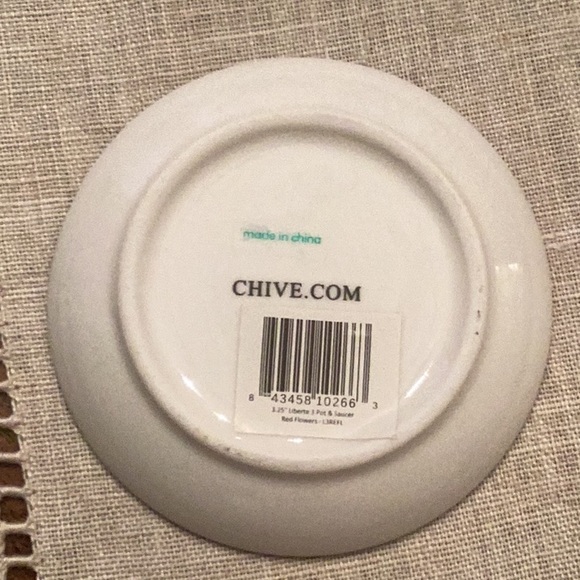 made in china
CHIVE.COM
8 43458 10266 3
3.25" Liberte 3 Pot & Saucer
Red Flowers - L3REFL